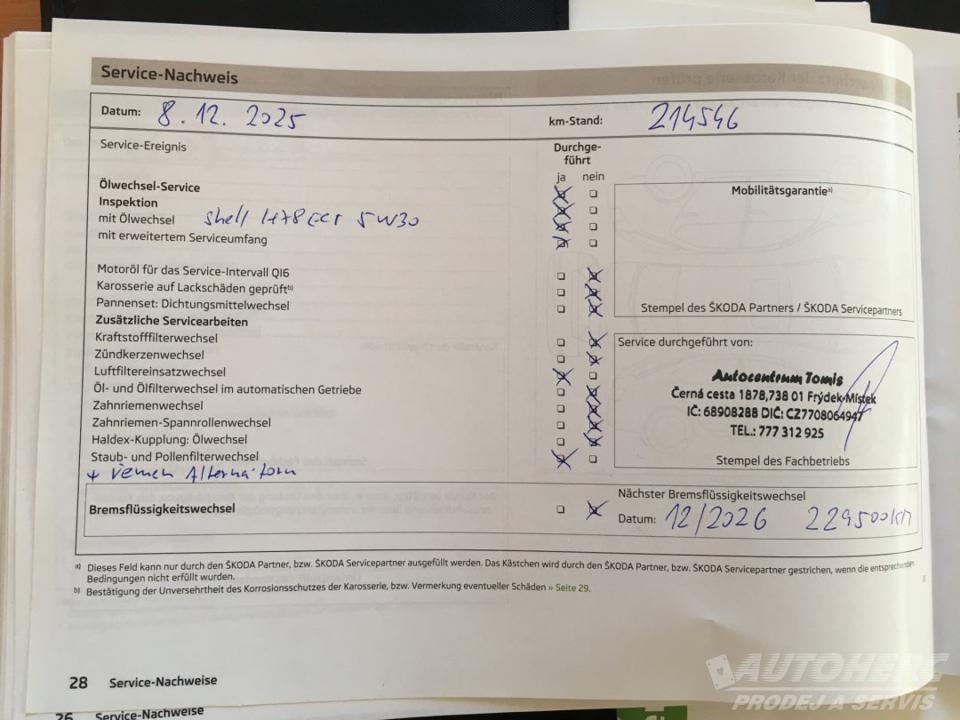 Service-Nachweis
Datum: 8.12.2025 km-Stand: 214546
Service-Ereignis Durchge-
führt
ja nein
Ölwechsel-Service
Inspektion
mit Ölwechsel Shell 5W30
mit erweitertem Serviceumfang
Mobilitätsgarantie a)
Motoröl für das Service-Intervall QI6
Karosserie auf Lackschäden geprüft b)
Pannenset: Dichtungsmittelwechsel
Stempel des ŠKODA Partners / ŠKODA Servicepartners
Zusätzliche Servicearbeiten
Kraftstofffilterwechsel
Zündkerzenwechsel
Luftfiltereinsatzwechsel
Öl- und Ölfilterwechsel im automatischen Getriebe
Zahnriemenwechsel
Zahnriemen-Spannrollenwechsel
Haldex-Kupplung: Ölwechsel
Staub- und Pollenfilterwechsel
+ řemen Alternátoru
Service durchgeführt von:
Autocentrum Tomis
Černá cesta 1878,738 01 Frýdek-Místek
IČ: 68908288 DIČ: CZ7708064947
TEL.: 777 312 925
Stempel des Fachbetriebs
Bremsflüssigkeitswechsel
Nächster Bremsflüssigkeitswechsel
Datum: 12/2026 229500KM
a) Dieses Feld kann nur durch den ŠKODA Partner, bzw. ŠKODA Servicepartner ausgefüllt werden. Das Kästchen wird durch den ŠKODA Partner, bzw. ŠKODA Servicepartner gestrichen, wenn die entsprechenden
Bedingungen nicht erfüllt wurden.
b) Bestätigung der Unversehrtheit des Korrosionsschutzes der Karosserie, bzw. Vermerkung eventueller Schäden » Seite 29.
28 Service-Nachweise
26 Service-Nachweise
AUTOHERC
PRODEJ A SERVIS